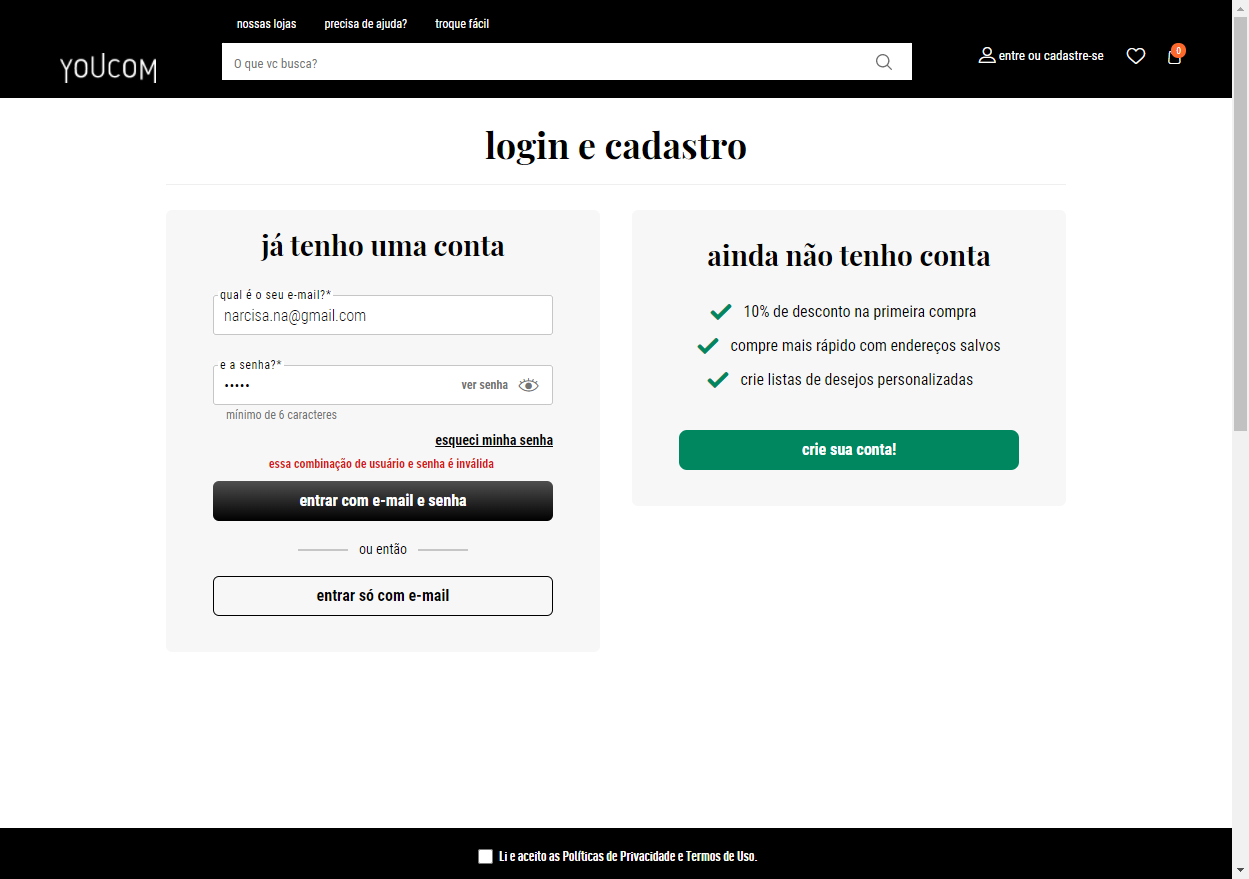 nossas lojas precisa de ajuda? troque fácil
YOUCOM
O que vc busca?
entre ou cadastre-se
0
login e cadastro
já tenho uma conta
qual é o seu e-mail?*
narcisa.na@gmail.com
e a senha?*
•••••
ver senha
mínimo de 6 caracteres
esqueci minha senha
essa combinação de usuário e senha é inválida
entrar com e-mail e senha
ou então
entrar só com e-mail
ainda não tenho conta
10% de desconto na primeira compra
compre mais rápido com endereços salvos
crie listas de desejos personalizadas
crie sua conta!
Li e aceito as Políticas de Privacidade e Termos de Uso.